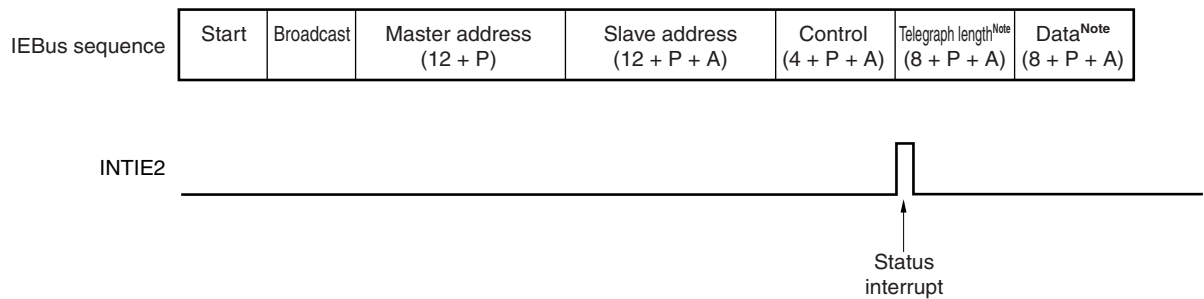 IEBus sequence
Start
Broadcast
Master address
(12 + P)
Slave address
(12 + P + A)
Control
(4 + P + A)
Telegraph lengthNote
(8 + P + A)
DataNote
(8 + P + A)
INTIE2
Status
interrupt